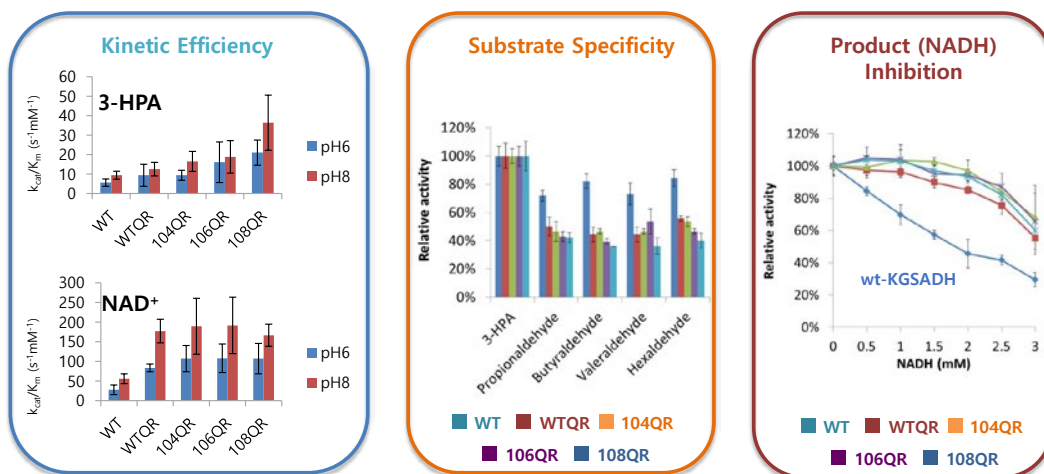 Kinetic Efficiency
60
50
40
30
20
10
0
3-HPA
kcat/Km (s-1mM-1)
WT
WTQR
104QR
106QR
108QR
pH6
pH8
300
250
200
150
100
50
0
NAD+
kcat/Km (s-1mM-1)
WT
WTQR
104QR
106QR
108QR
pH6
pH8
Substrate Specificity
120%
100%
80%
60%
40%
20%
0%
Relative activity
3-HPA
Propionaldehyde
Butyraldehyde
Valeraldehyde
Hexaldehyde
WT WTQR 104QR
106QR 108QR
Product (NADH)
Inhibition
120%
100%
80%
60%
40%
20%
0%
Relative activity
wt-KGSADH
0 0.5 1 1.5 2 2.5 3
NADH (mM)
WT WTQR 104QR
106QR 108QR